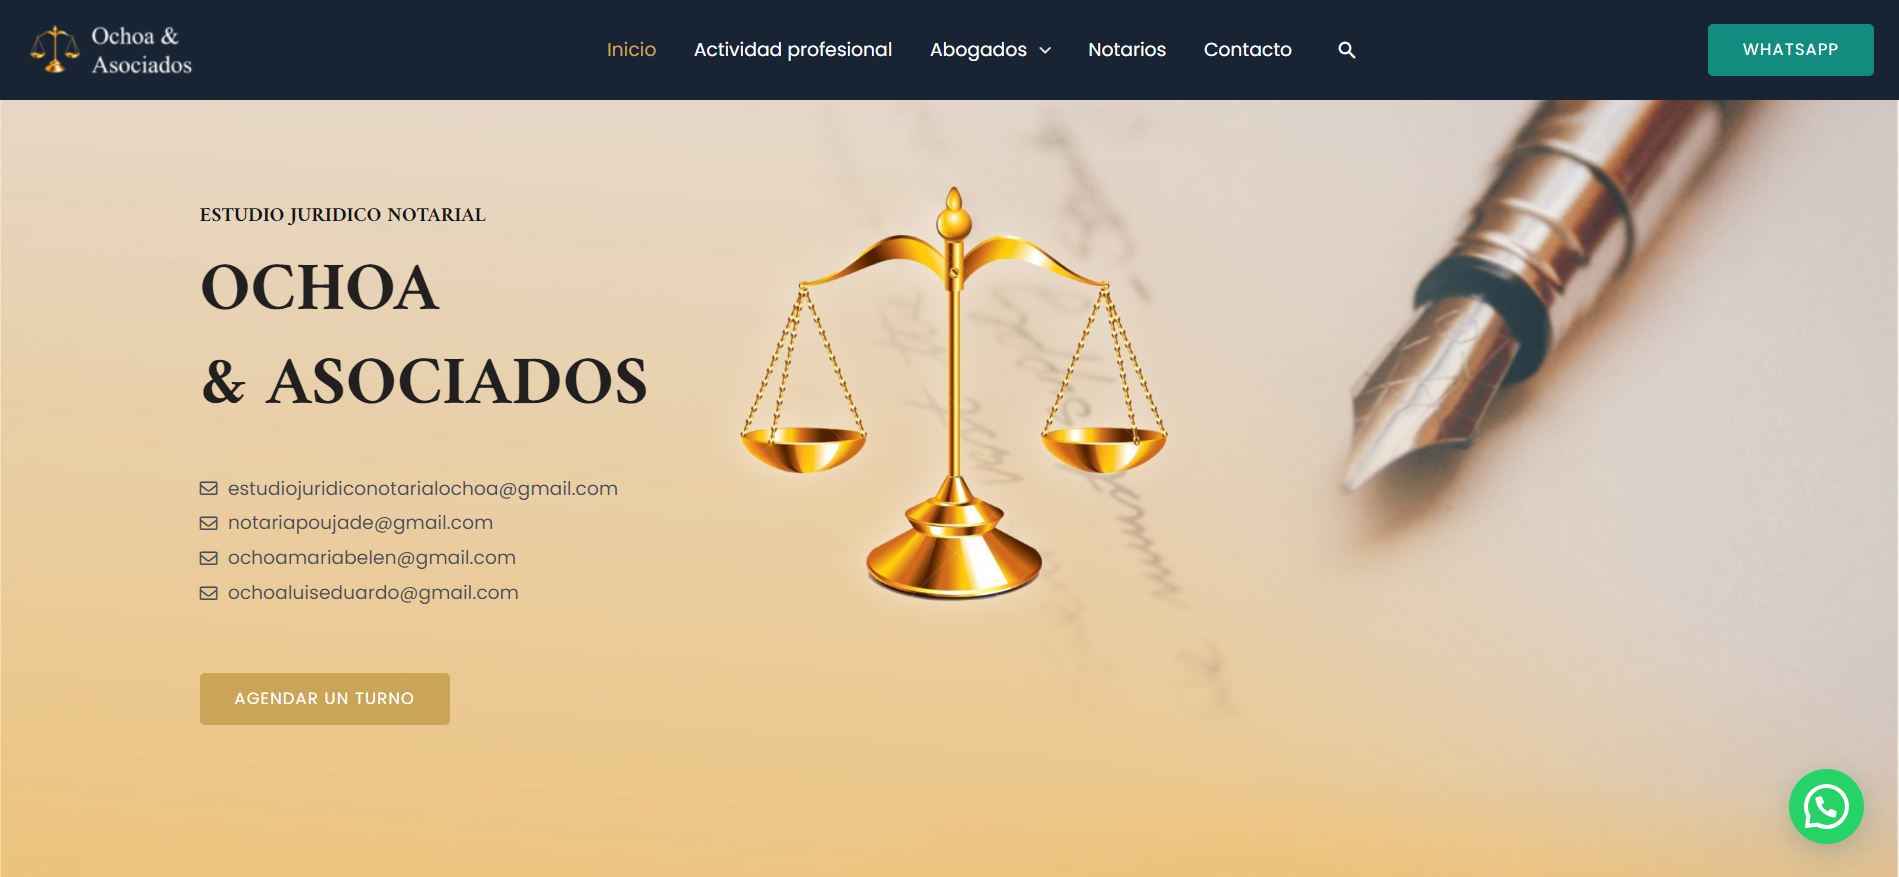 Ochoa &
Asociados
Inicio
Actividad profesional
Abogados
Notarios
Contacto
WHATSAPP
ESTUDIO JURIDICO NOTARIAL
OCHOA
& ASOCIADOS
estudiojuridiconotarialochoa@gmail.com
notariapoujade@gmail.com
ochoamariabelen@gmail.com
ochoaluiseduardo@gmail.com
AGENDAR UN TURNO